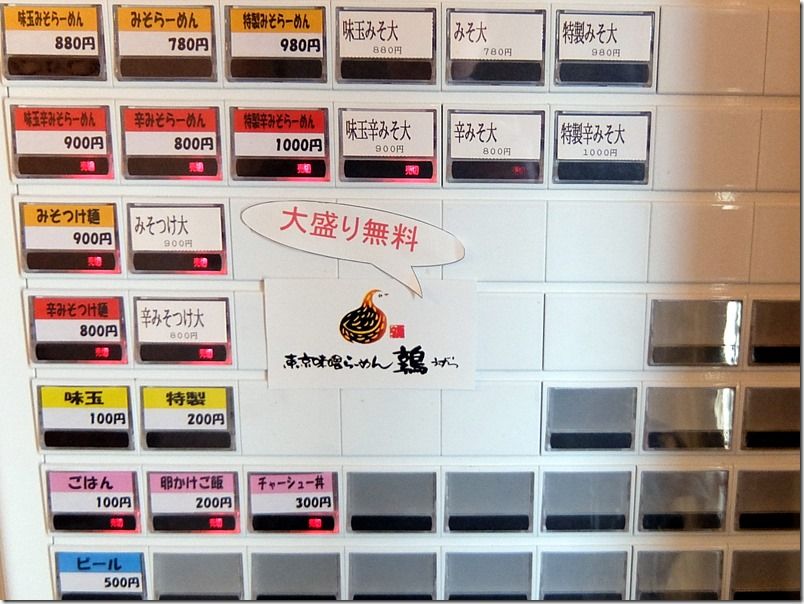 味玉みそらーめん 880円
みそらーめん 780円
特製みそらーめん 980円
味玉みそ大 880円
みそ大 780円
特製みそ大 980円
味玉辛みそらーめん 900円 売切
辛みそらーめん 800円 売切
特製辛みそらーめん 1000円 売切
味玉辛みそ大 900円 売切
辛みそ大 800円 売切
特製辛みそ大 1000円
みそつけ麺 900円 売切
みそつけ大 900円 売切
大盛り無料
辛みそつけ麺 800円 売切
辛みそつけ大 800円 売切
東京味噌らーめん 鶉 うずら
味玉 100円
特製 200円
ごはん 100円 売切
卵かけご飯 200円 売切
チャーシュー丼 300円 売切
ビール 500円